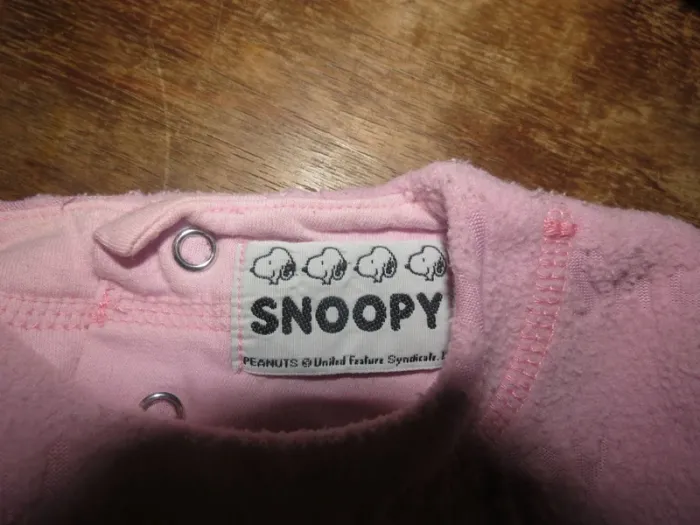 SNOOPY
PEANUTS © United Feature Syndicate.